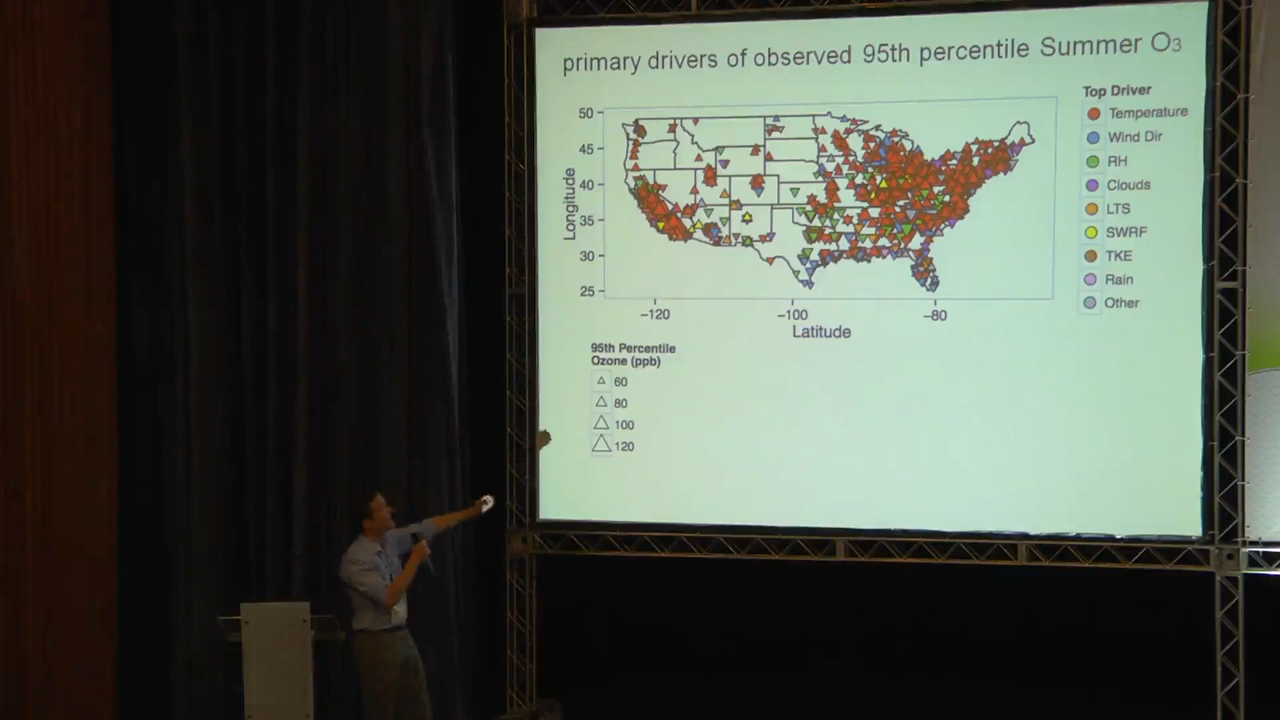 primary drivers of observed 95th percentile Summer O3
Top Driver
Temperature
Wind Dir
RH
Clouds
LTS
SWRF
TKE
Rain
Other
50
45
40
35
30
25
Longitude
−120
−100
−80
Latitude
95th Percentile
Ozone (ppb)
60
80
100
120